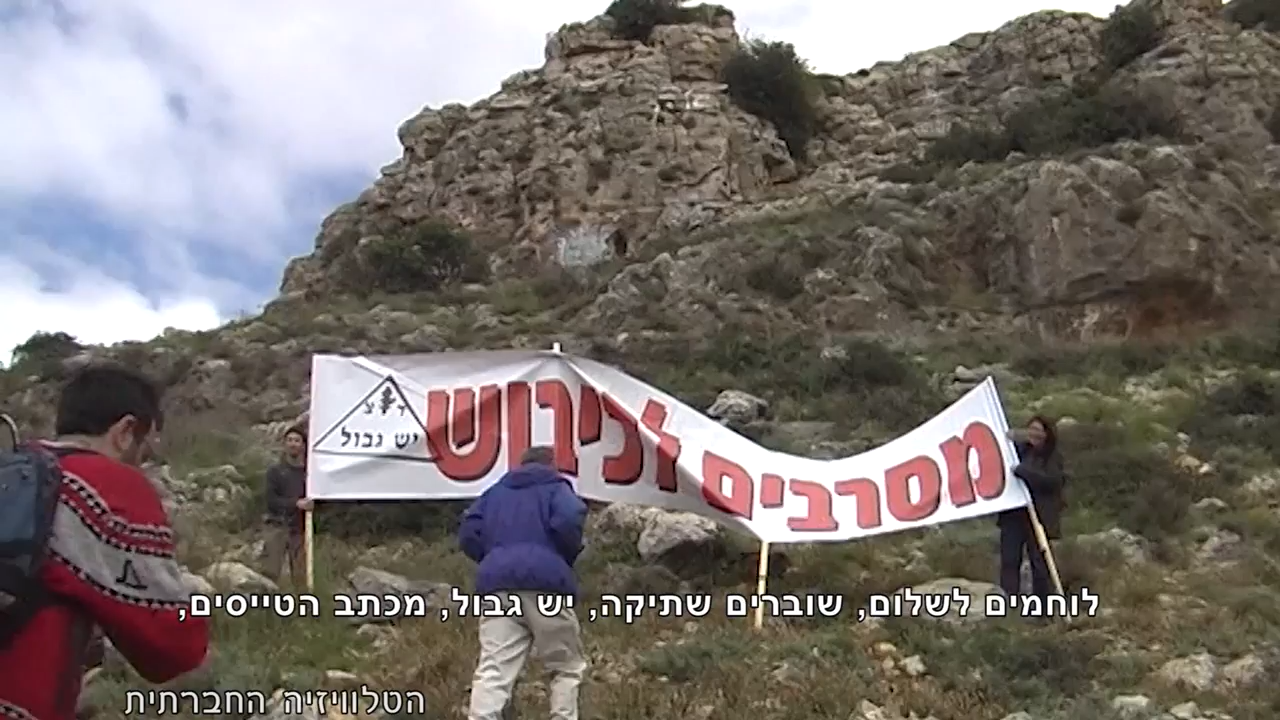 מסרבים לכיבוש
יש גבול
לוחמים לשלום, שוברים שתיקה, יש גבול, מכתב הטייסים,
הטלוויזיה החברתית